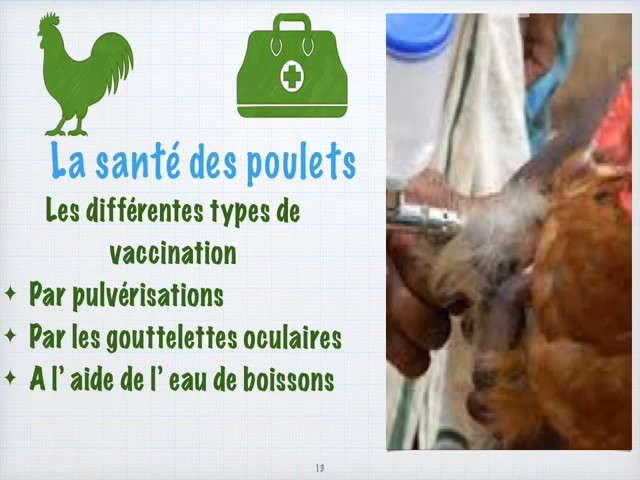 La santé des poulets
Les différentes types de
vaccination
✦ Par pulvérisations
✦ Par les gouttelettes oculaires
✦ A l' aide de l' eau de boissons
13